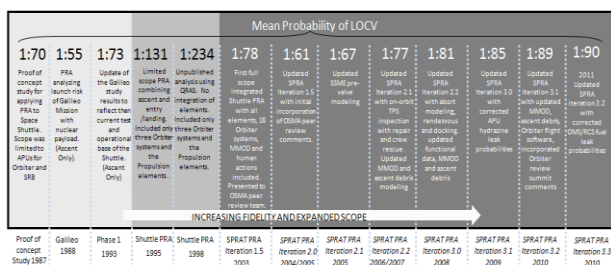 Mean Probability of LOCV
1:70
Proof of
concept
study for
applying PRA
to Space
Shuttle. Scope
was limited to
APUs for
Orbiter and
SRB
1:55
PRA
analyzing
launch risk
of Galileo
Mission
with
nuclear
payload.
(Ascent
Only).
1:73
Update of
the Galileo
study
results to
reflect then
current test
and
operational
base of the
Shuttle.
(Ascent
Only)
1:131
Limited
scope PRA
combining
ascent and
entry
/landing.
Included only
three Orbiter
systems and
the
Propulsion
elements.
1:234
Unpublished
analysis using
QRAS. No
integration of
elements.
Included only
three Orbiter
systems and
the Propulsion
elements.
1:78
First full
scope
integrated
Shuttle PRA
with all
elements, 18
Orbiter
systems,
MMOD and
human
actions
included.
Presented to
OSMA peer
review team.
1:61
Updated
SPRA
Iteration 1.5
with initial
incorporation
of OSMA peer
review
comments.
1:67
Updated
SSME pre-
valve
modeling
1:77
Updated SPRA
Iteration 2.1
with on-orbit
TPS
inspection
with repair
and crew
rescue.
Updated
MMOD and
ascent debris
modeling
1:81
Updated
SPRA
Iteration 2.2
with abort
modeling,
rendezvous
and docking,
updated
functional
data, MMOD
and ascent
debris
1:85
Updated SPRA
Iteration 3.0
with
corrected
APU
hydrazine
leak
probabilities
1:89
Updated SPRA
Iteration 3.1
with updated
MMOD,
ascent debris,
Orbiter flight
software,
incorporated
Orbiter
review
summit
comments
1:90
2011
Updated
SPRA
iteration 3.2
with
corrected
OMS/RCS fuel
leak
probabilities
INCREASING FIDELITY AND EXPANDED SCOPE
Proof of
concept
Study 1987
Galileo
1988
Phase 1
1993
Shuttle PRA
1995
Shuttle PRA
1998
SPRAT PRA
Iteration 1.5
2003
SPRAT PRA
Iteration 2.0
2004/2005
SPRAT PRA
Iteration 2.1
2005
SPRAT PRA
Iteration 2.2
2006/2007
SPRAT PRA
Iteration 3.0
2008
SPRAT PRA
Iteration 3.1
2009
SPRAT PRA
Iteration 3.2
2010
SPRAT PRA
Iteration 3.3
2010